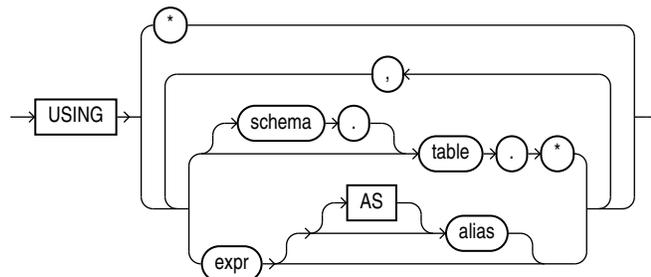 *
,
USING
schema .
table . *
AS
alias
expr